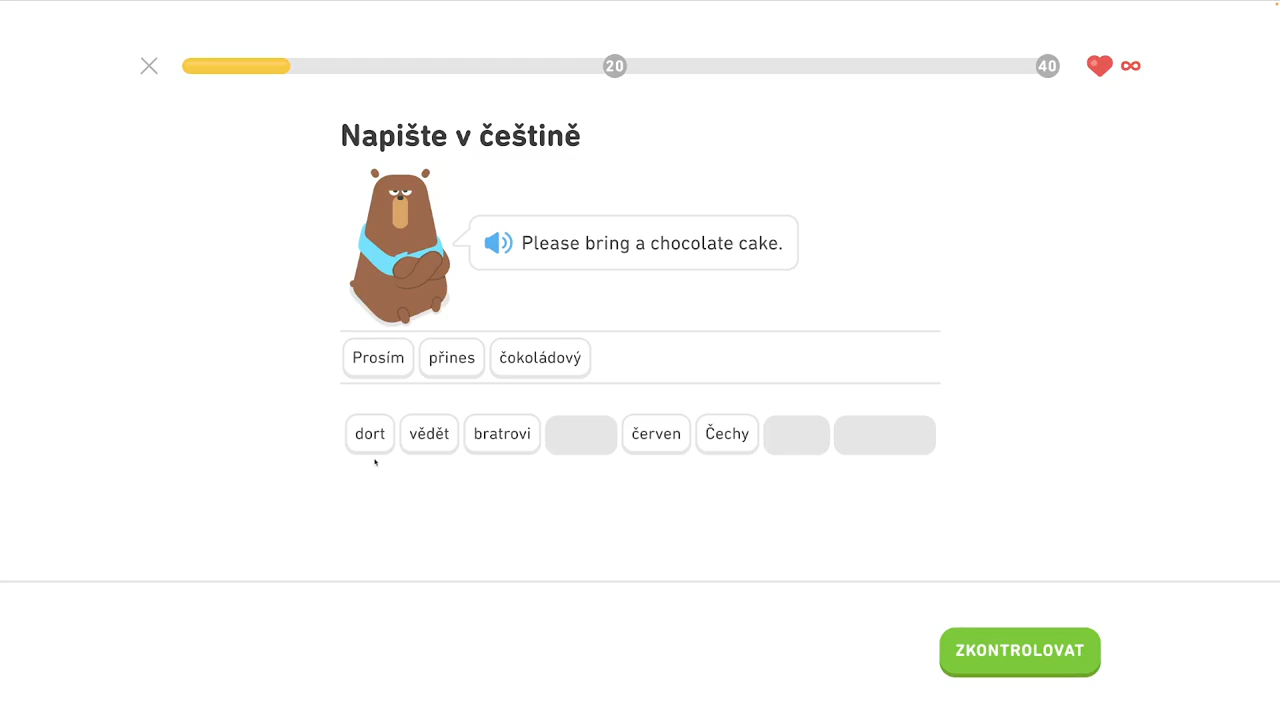 20 40 ∞
Napište v češtině
Please bring a chocolate cake.
Prosím přines čokoládový
dort vědět bratrovi červen Čechy
ZKONTROLOVAT